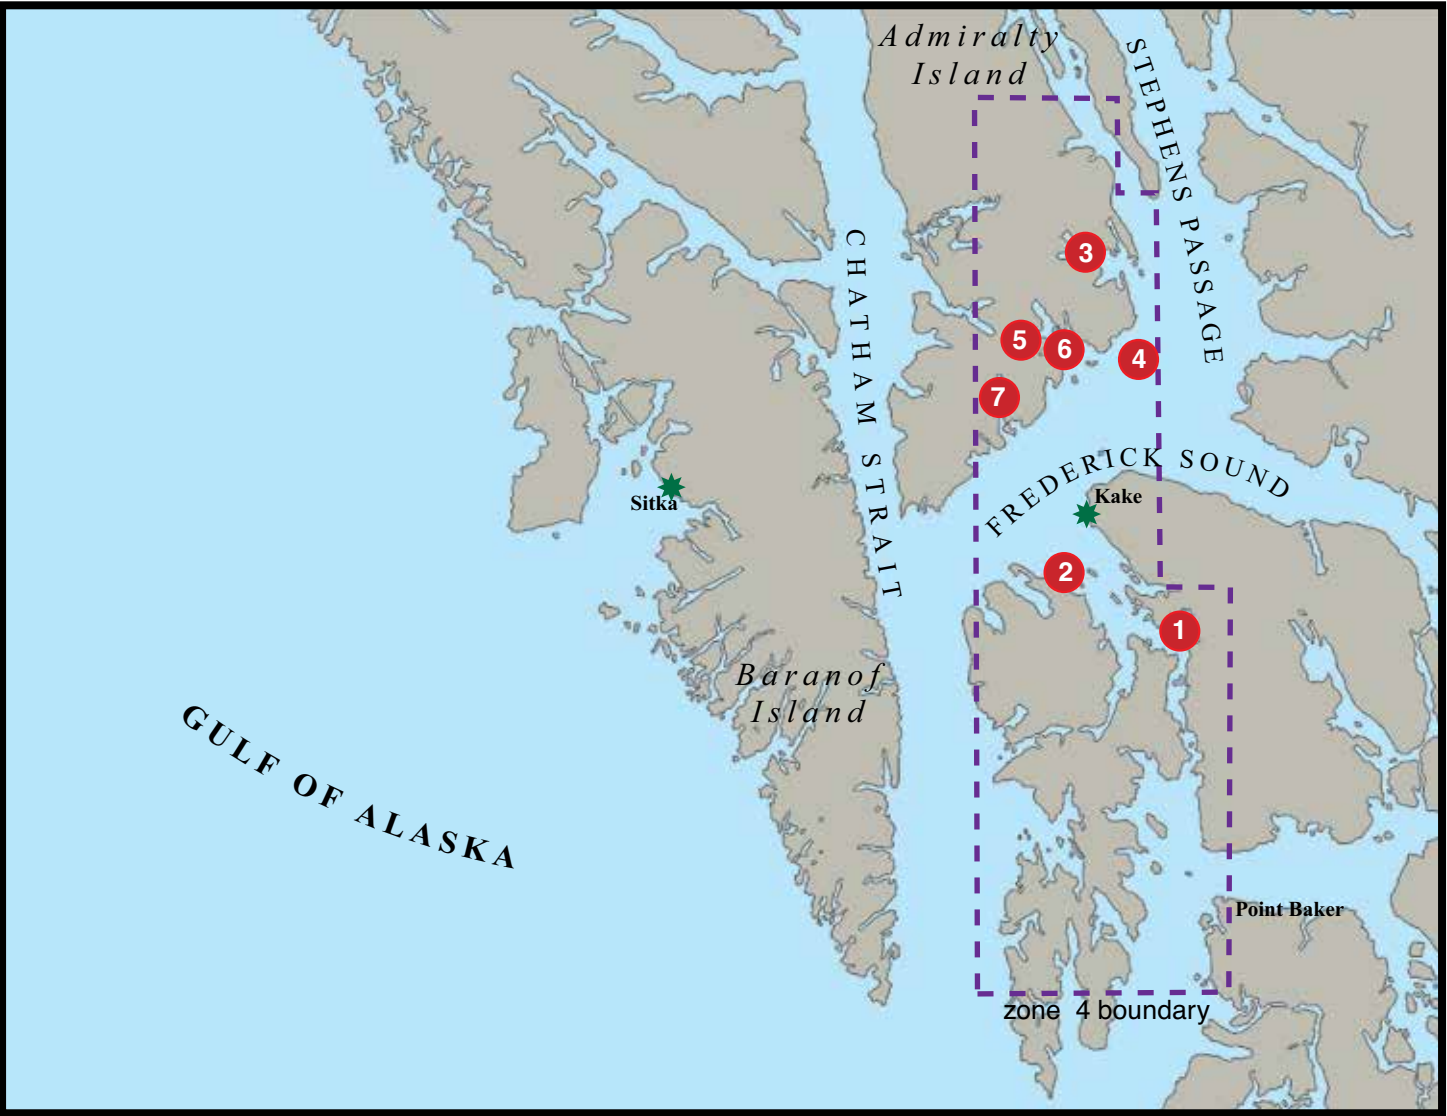 Admiralty
Island
STEPHENS PASSAGE
CHATHAM STRAIT
3
5
6
4
7
FREDERICK SOUND
Kake
Sitka
2
1
Baranof
Island
GULF OF ALASKA
Point Baker
zone 4 boundary